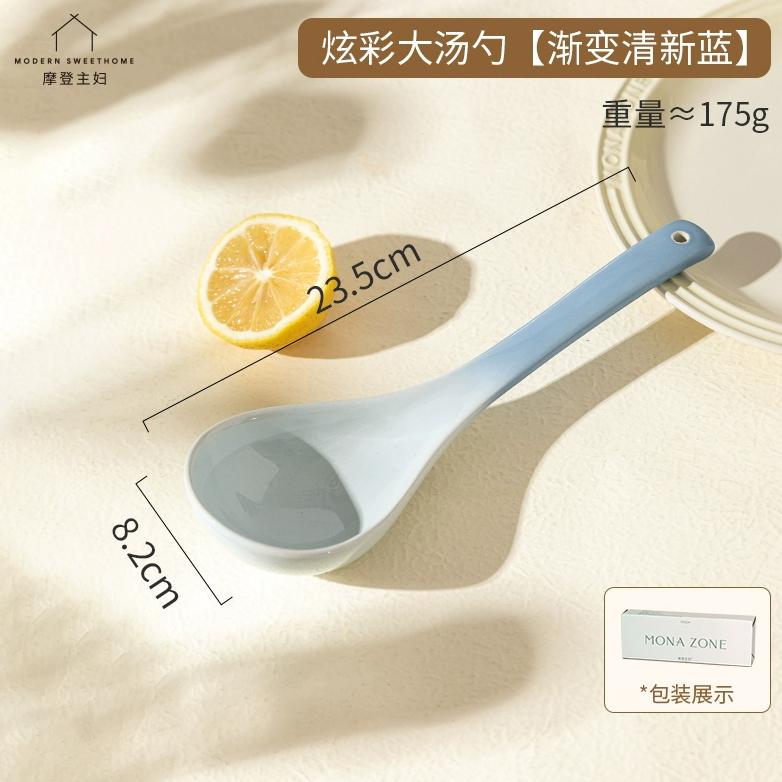 MODERN SWEETHOME
摩登主妇
炫彩大汤勺【渐变清新蓝】
重量≈175g
23.5cm
8.2cm
MONA ZONE
*包装展示